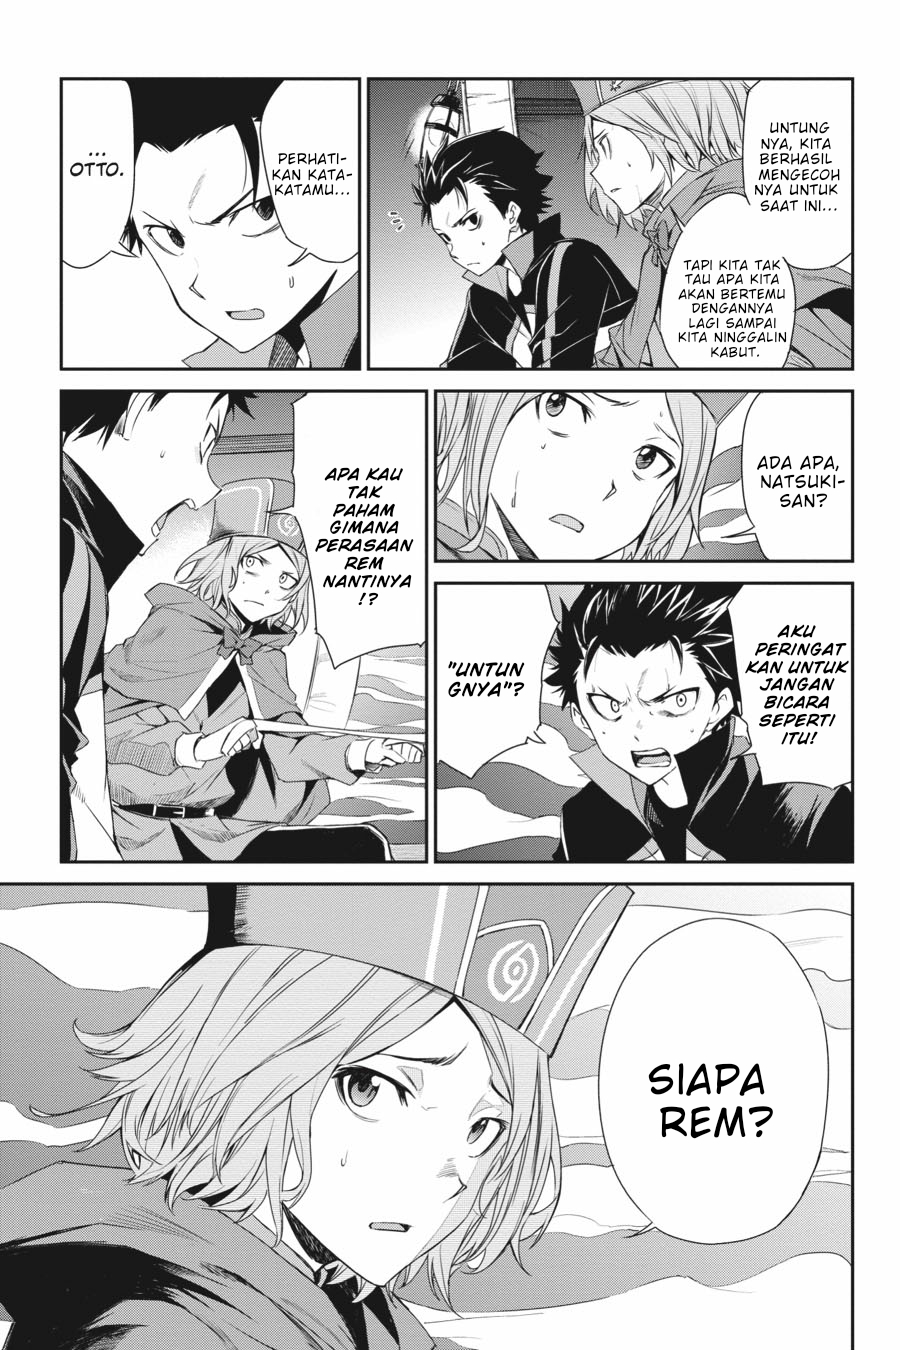 UNTUNG
NYA, KITA
BERHASIL
MENGECOH
NYA UNTUK
SAAT INI...
TAPI KITA TAK
TAU APA KITA
AKAN BERTEMU
DENGANNYA
LAGI SAMPAI
KITA NINGGALIN
KABUT.
PERHATI-
KAN KATA-
KATAMU...
...
OTTO.
ADA APA,
NATSUKI-
SAN?
AKU
PERINGAT
KAN UNTUK
JANGAN
BICARA
SEPERTI
ITU!
"UNTUN
GNYA"?
APA KAU
TAK
PAHAM
GIMANA
PERASAAN
REM
NANTINYA
!?
SIAPA
REM?